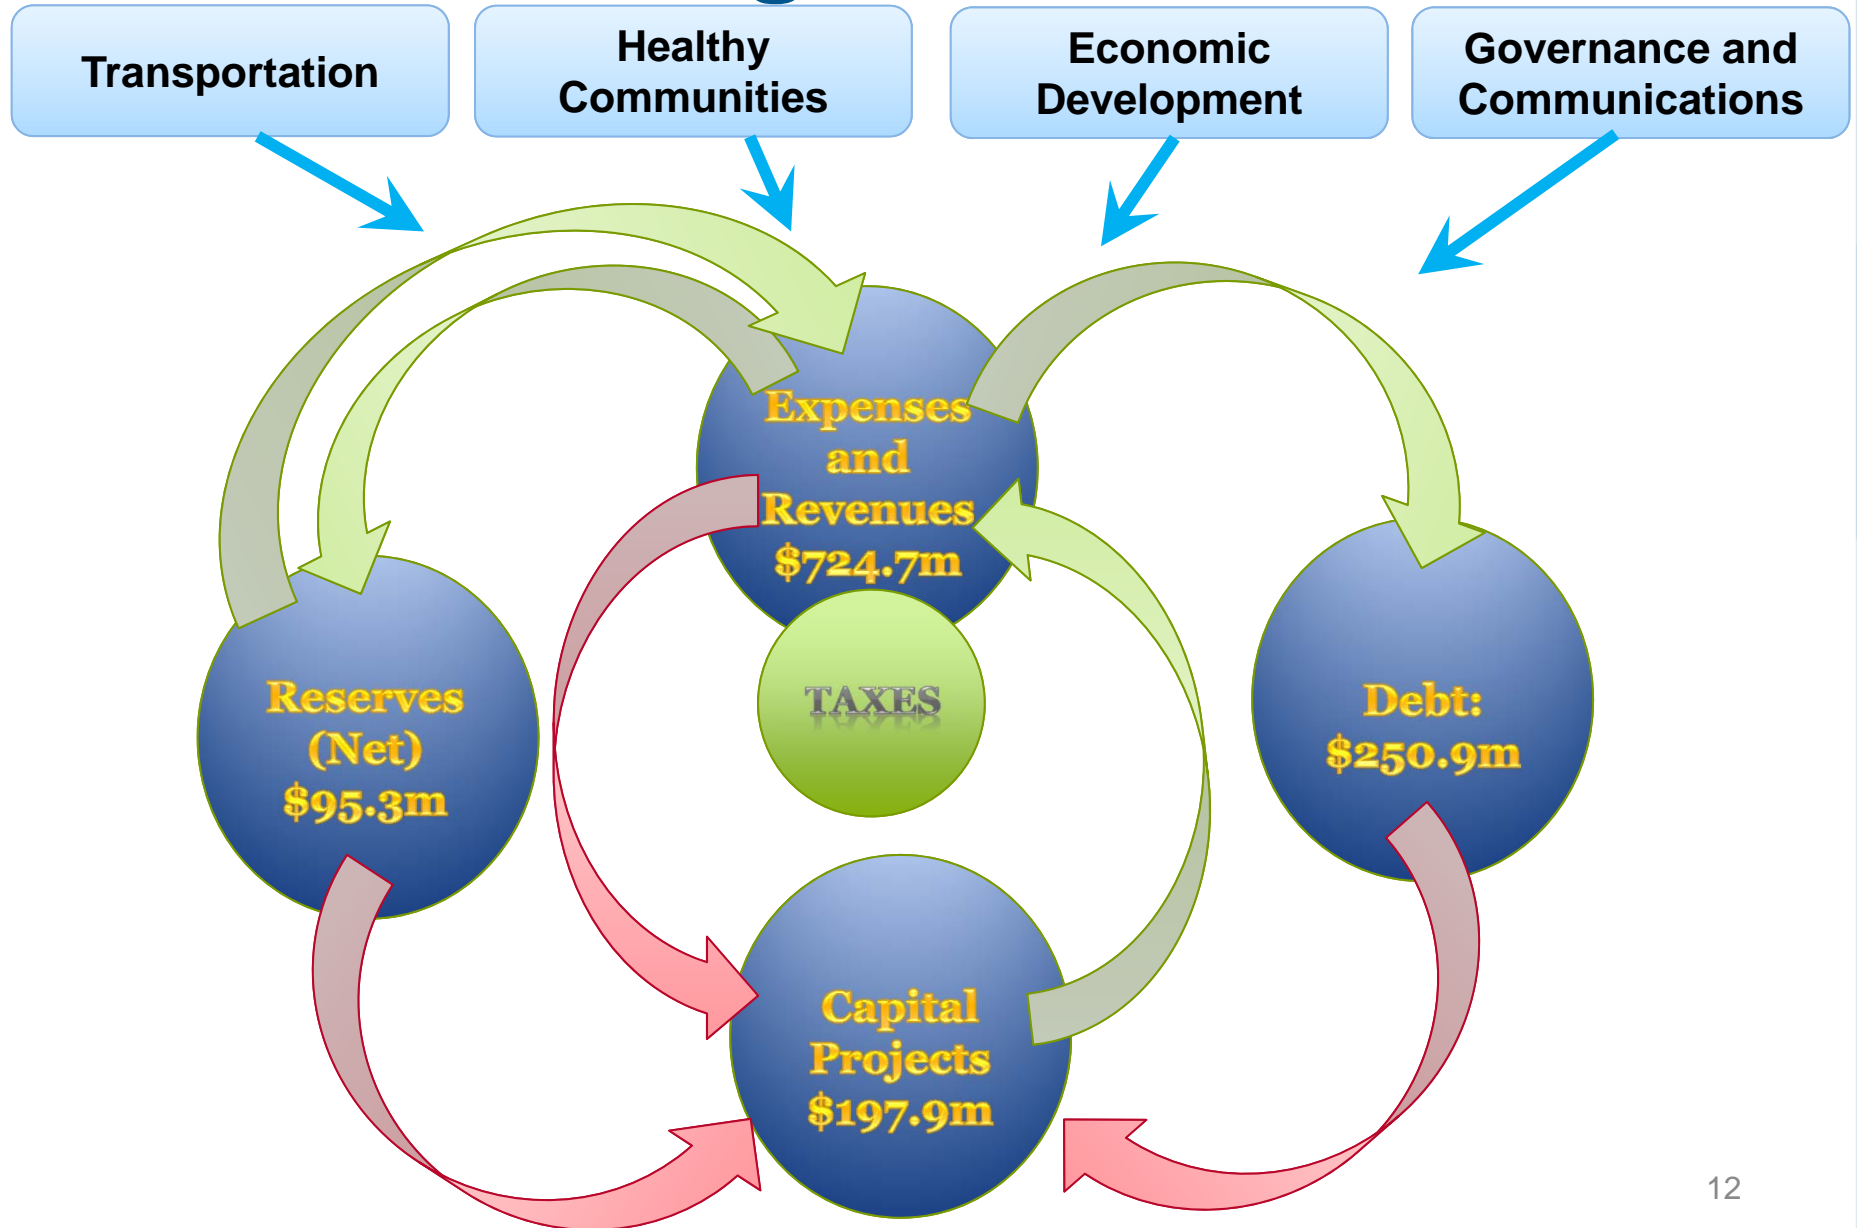 Transportation
Healthy
Communities
Economic
Development
Governance and
Communications
Expenses
and
Revenues
$724.7m
TAXES
Reserves
(Net)
$95.3m
Debt:
$250.9m
Capital
Projects
$197.9m
12